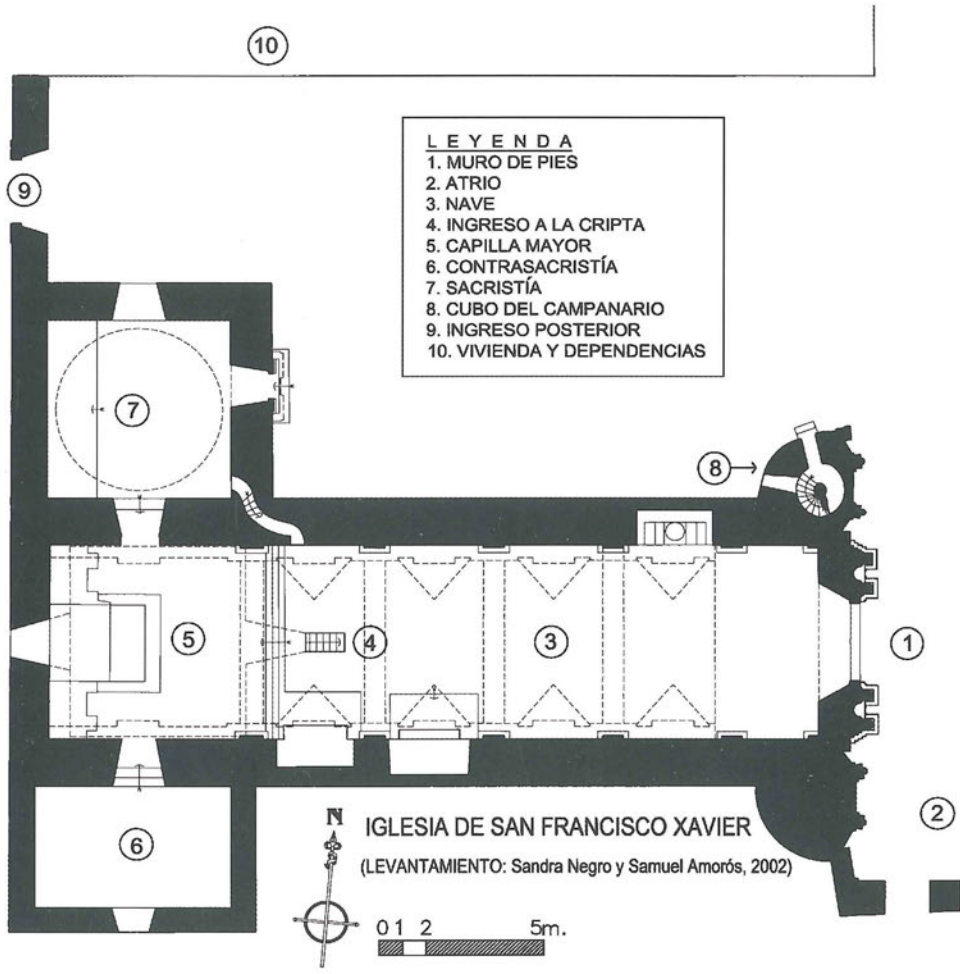 10
9
L E Y E N D A
1. MURO DE PIES
2. ATRIO
3. NAVE
4. INGRESO A LA CRIPTA
5. CAPILLA MAYOR
6. CONTRASACRISTÍA
7. SACRISTÍA
8. CUBO DEL CAMPANARIO
9. INGRESO POSTERIOR
10. VIVIENDA Y DEPENDENCIAS
7
8
5
4
3
1
2
6
N
IGLESIA DE SAN FRANCISCO XAVIER
(LEVANTAMIENTO: Sandra Negro y Samuel Amorós, 2002)
0 1 2 5m.